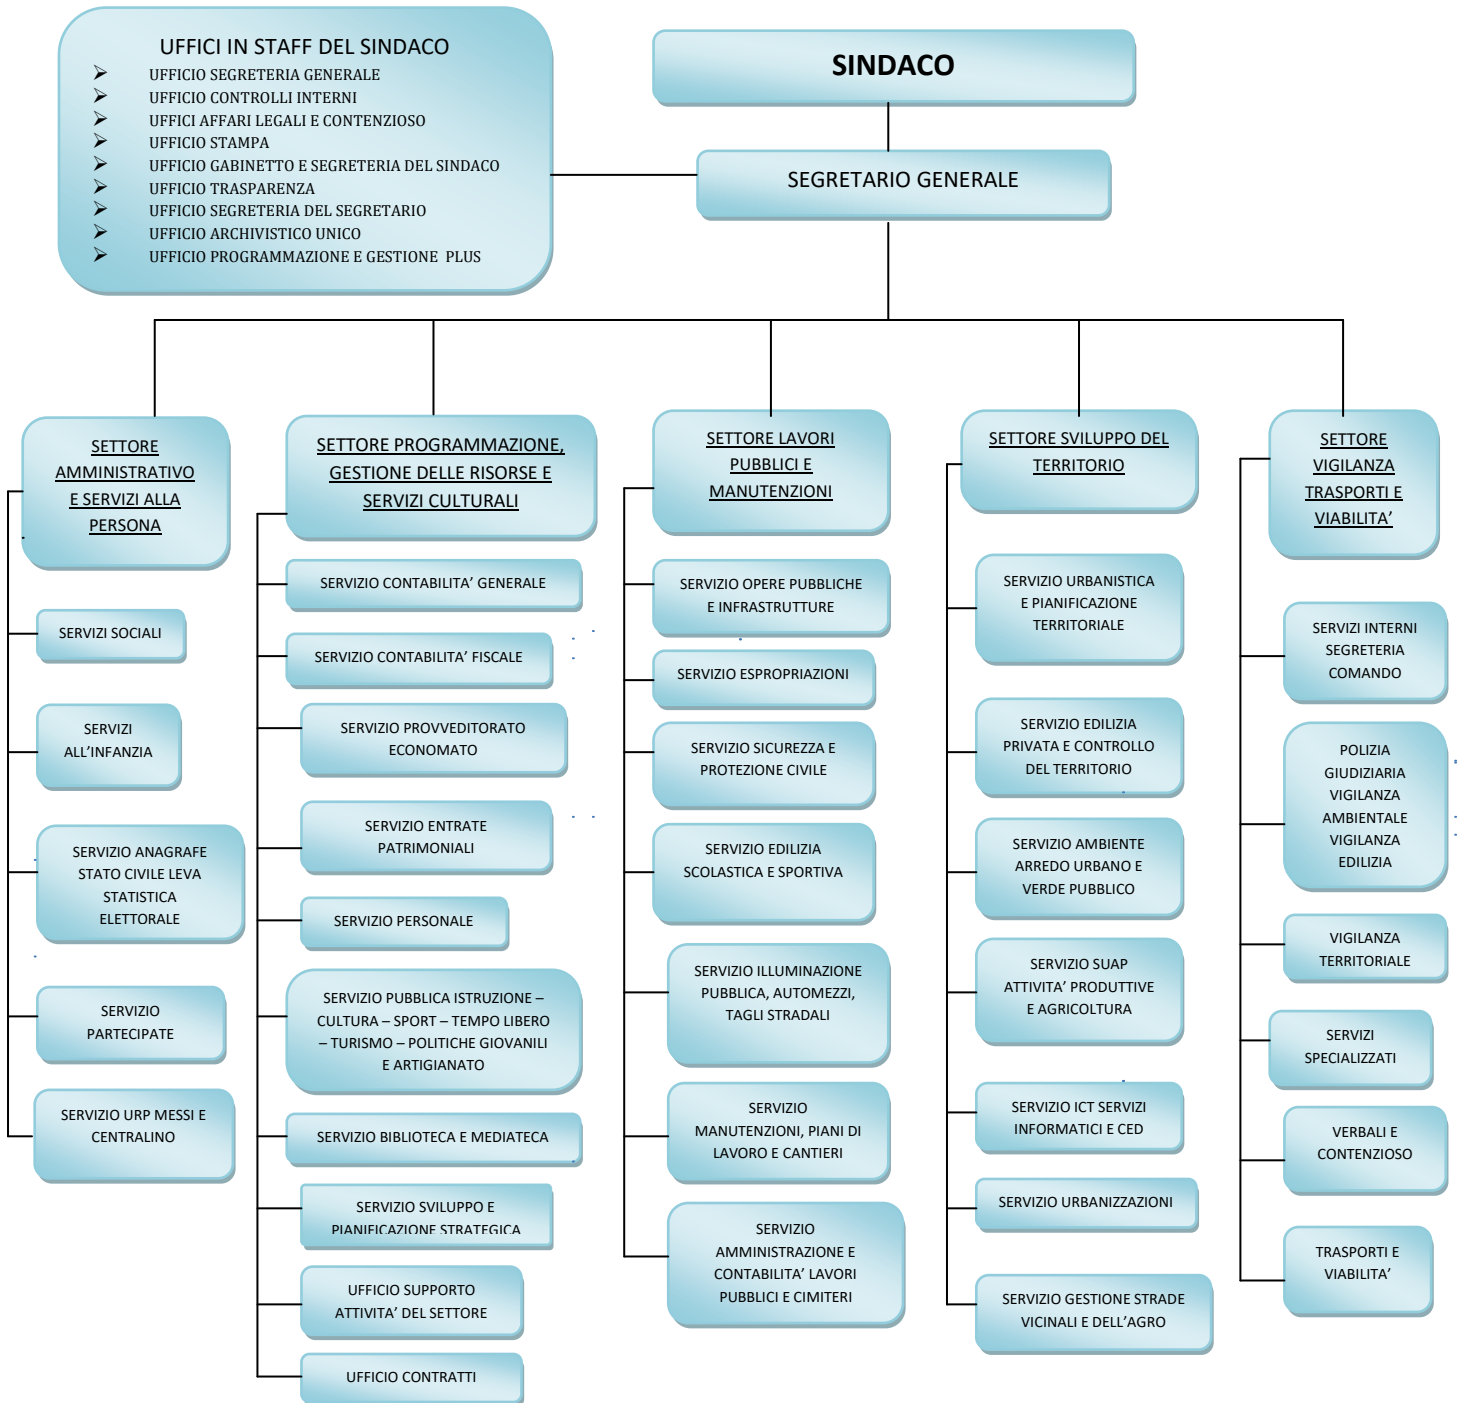 UFFICI IN STAFF DEL SINDACO
UFFICIO SEGRETERIA GENERALE
UFFICIO CONTROLLI INTERNI
UFFICI AFFARI LEGALI E CONTENZIOSO
UFFICIO STAMPA
UFFICIO GABINETTO E SEGRETERIA DEL SINDACO
UFFICIO TRASPARENZA
UFFICIO SEGRETERIA DEL SEGRETARIO
UFFICIO ARCHIVISTICO UNICO
UFFICIO PROGRAMMAZIONE E GESTIONE PLUS
SINDACO
SEGRETARIO GENERALE
SETTORE
AMMINISTRATIVO
E SERVIZI ALLA
PERSONA
SERVIZI SOCIALI
SERVIZI
ALL'INFANZIA
SERVIZIO ANAGRAFE
STATO CIVILE LEVA
STATISTICA
ELETTORALE
SERVIZIO
PARTECIPATE
SERVIZIO URP MESSI E
CENTRALINO
SETTORE PROGRAMMAZIONE,
GESTIONE DELLE RISORSE E
SERVIZI CULTURALI
SERVIZIO CONTABILITA' GENERALE
SERVIZIO CONTABILITA' FISCALE
SERVIZIO PROVVEDITORATO
ECONOMATO
SERVIZIO ENTRATE
PATRIMONIALI
SERVIZIO PERSONALE
SERVIZIO PUBBLICA ISTRUZIONE –
CULTURA – SPORT – TEMPO LIBERO
– TURISMO – POLITICHE GIOVANILI
E ARTIGIANATO
SERVIZIO BIBLIOTECA E MEDIATECA
SERVIZIO SVILUPPO E
PIANIFICAZIONE STRATEGICA
UFFICIO SUPPORTO
ATTIVITA' DEL SETTORE
UFFICIO CONTRATTI
SETTORE LAVORI
PUBBLICI E
MANUTENZIONI
SERVIZIO OPERE PUBBLICHE
E INFRASTRUTTURE
SERVIZIO ESPROPRIAZIONI
SERVIZIO SICUREZZA E
PROTEZIONE CIVILE
SERVIZIO EDILIZIA
SCOLASTICA E SPORTIVA
SERVIZIO ILLUMINAZIONE
PUBBLICA, AUTOMEZZI,
TAGLI STRADALI
SERVIZIO
MANUTENZIONI, PIANI DI
LAVORO E CANTIERI
SERVIZIO
AMMINISTRAZIONE E
CONTABILITA' LAVORI
PUBBLICI E CIMITERI
SETTORE SVILUPPO DEL
TERRITORIO
SERVIZIO URBANISTICA
E PIANIFICAZIONE
TERRITORIALE
SERVIZIO EDILIZIA
PRIVATA E CONTROLLO
DEL TERRITORIO
SERVIZIO AMBIENTE
ARREDO URBANO E
VERDE PUBBLICO
SERVIZIO SUAP
ATTIVITA' PRODUTTIVE
E AGRICOLTURA
SERVIZIO ICT SERVIZI
INFORMATICI E CED
SERVIZIO URBANIZZAZIONI
SERVIZIO GESTIONE STRADE
VICINALI E DELL'AGRO
SETTORE
VIGILANZA
TRASPORTI E
VIABILITA'
SERVIZI INTERNI
SEGRETERIA
COMANDO
POLIZIA
GIUDIZIARIA
VIGILANZA
AMBIENTALE
VIGILANZA
EDILIZIA
VIGILANZA
TERRITORIALE
SERVIZI
SPECIALIZZATI
VERBALI E
CONTENZIOSO
TRASPORTI E
VIABILITA'